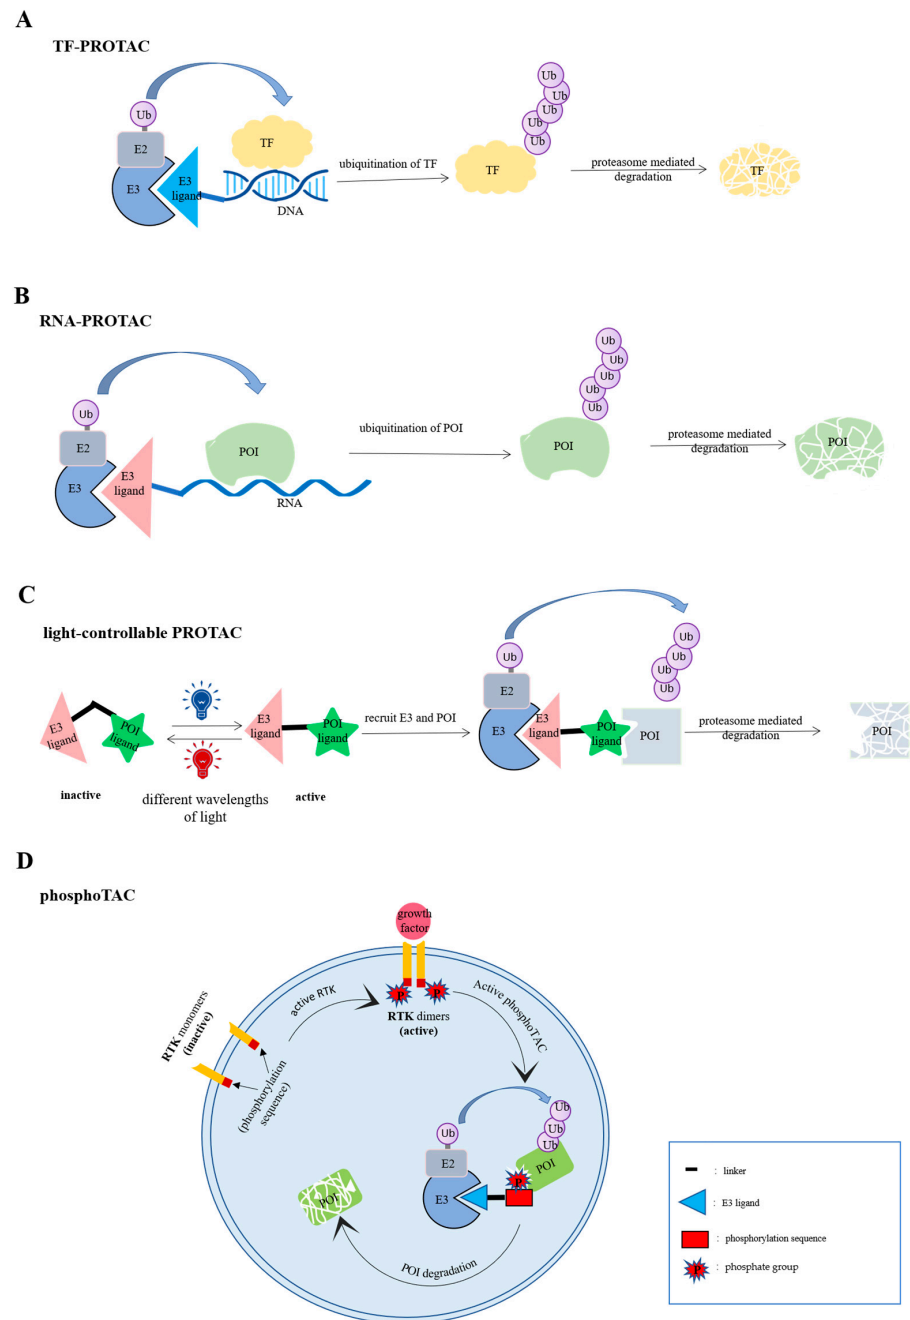 A
TF-PROTAC
Ub
E2
E3
E3
ligand
TF
DNA
ubiquitination of TF
Ub
Ub
Ub
Ub
Ub
TF
proteasome mediated
degradation
TF
B
RNA-PROTAC
Ub
E2
E3
E3
ligand
POI
RNA
ubiquitination of POI
Ub
Ub
Ub
Ub
Ub
POI
proteasome mediated
degradation
POI
C
light-controllable PROTAC
E3
ligand
POI
ligand
inactive
different wavelengths
of light
E3
ligand
POI
ligand
active
recruit E3 and POI
Ub
E2
E3
E3
ligand
POI
ligand
POI
Ub
Ub
Ub
Ub
proteasome mediated
degradation
POI
D
phosphoTAC
growth
factor
P
P
RTK dimers
(active)
active RTK
Active phosphoTAC
RTK monomers
(inactive)
(phosphorylation
sequence)
Ub
E2
E3
P
POI
Ub
Ub
Ub
POI
POI degradation
: linker
: E3 ligand
: phosphorylation sequence
P
: phosphate group